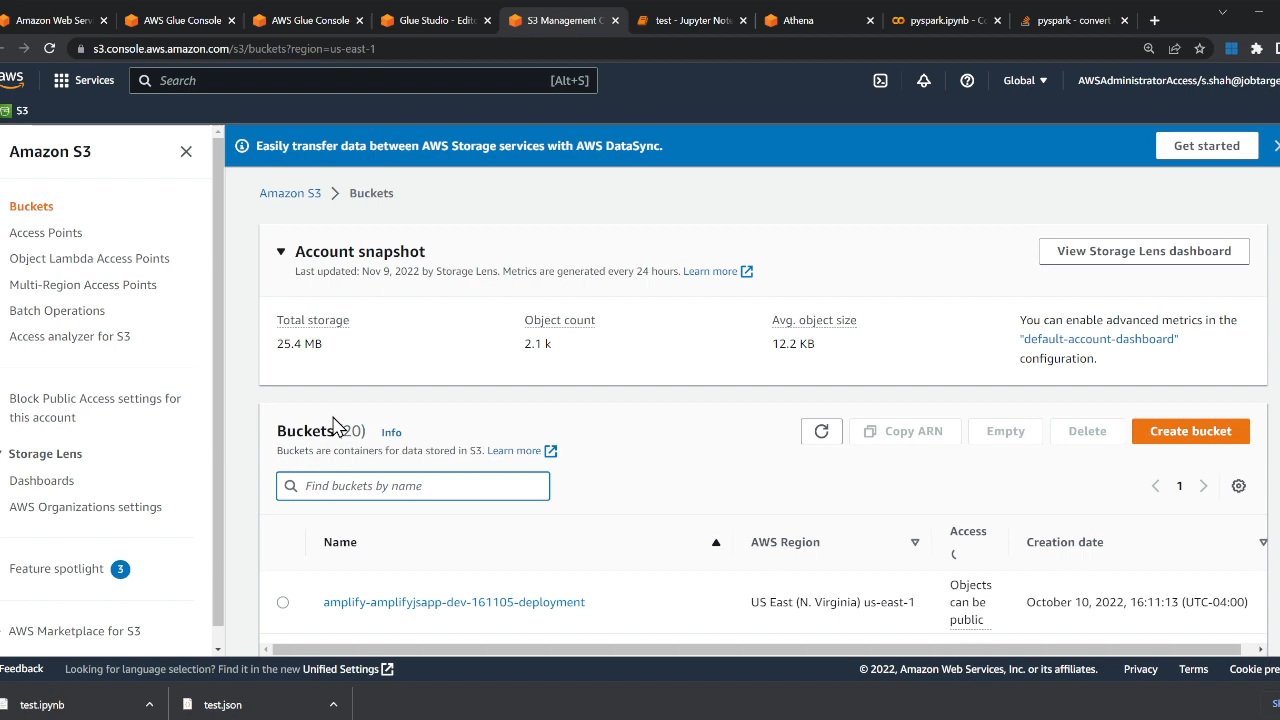 Amazon Web Serv
AWS Glue Console
AWS Glue Console
Glue Studio - Edito
S3 Management C
test - Jupyter Note
Athena
pyspark.ipynb - Co
pyspark - convert
s3.console.aws.amazon.com/s3/buckets?region=us-east-1
aws
Services
Search
[Alt+S]
Global
AWSAdministratorAccess/s.shah@jobtarge
S3
Amazon S3
Easily transfer data between AWS Storage services with AWS DataSync.
Get started
Buckets
Access Points
Object Lambda Access Points
Multi-Region Access Points
Batch Operations
Access analyzer for S3
Block Public Access settings for
this account
Storage Lens
Dashboards
AWS Organizations settings
Feature spotlight
3
AWS Marketplace for S3
Amazon S3
Buckets
Account snapshot
View Storage Lens dashboard
Last updated: Nov 9, 2022 by Storage Lens. Metrics are generated every 24 hours. Learn more
Total storage
25.4 MB
Object count
2.1 k
Avg. object size
12.2 KB
You can enable advanced metrics in the
"default-account-dashboard"
configuration.
Buckets (20)
Info
Copy ARN
Empty
Delete
Create bucket
Buckets are containers for data stored in S3. Learn more
Find buckets by name
1
Name
AWS Region
Access
Creation date
amplify-amplifyjsapp-dev-161105-deployment
US East (N. Virginia) us-east-1
Objects
can be
public
October 10, 2022, 16:11:13 (UTC-04:00)
Feedback
Looking for language selection? Find it in the new Unified Settings
© 2022, Amazon Web Services, Inc. or its affiliates.
Privacy
Terms
Cookie pre
test.ipynb
test.json